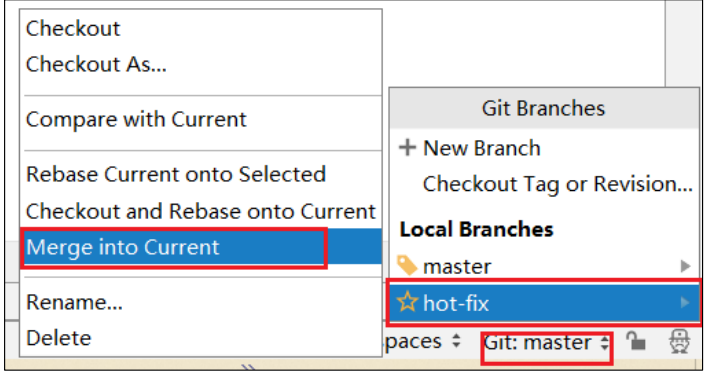 Checkout
Checkout As...
Compare with Current
Rebase Current onto Selected
Checkout and Rebase onto Current
Merge into Current
Rename...
Delete
Git Branches
New Branch
Checkout Tag or Revision...
Local Branches
master
hot-fix
Git: master